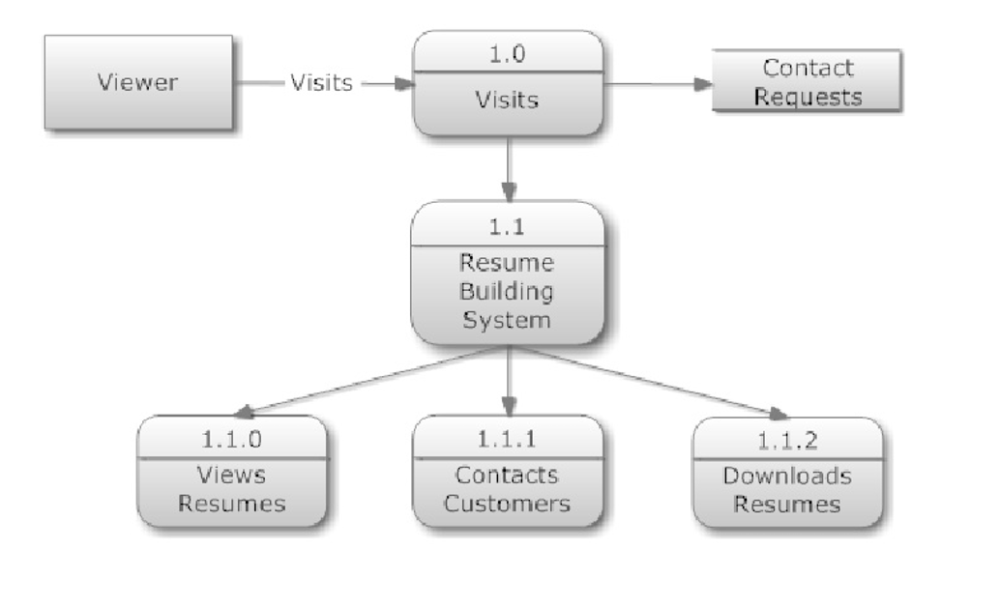 Viewer
Visits
1.0
Visits
Contact
Requests
1.1
Resume
Building
System
1.1.0
Views
Resumes
1.1.1
Contacts
Customers
1.1.2
Downloads
Resumes